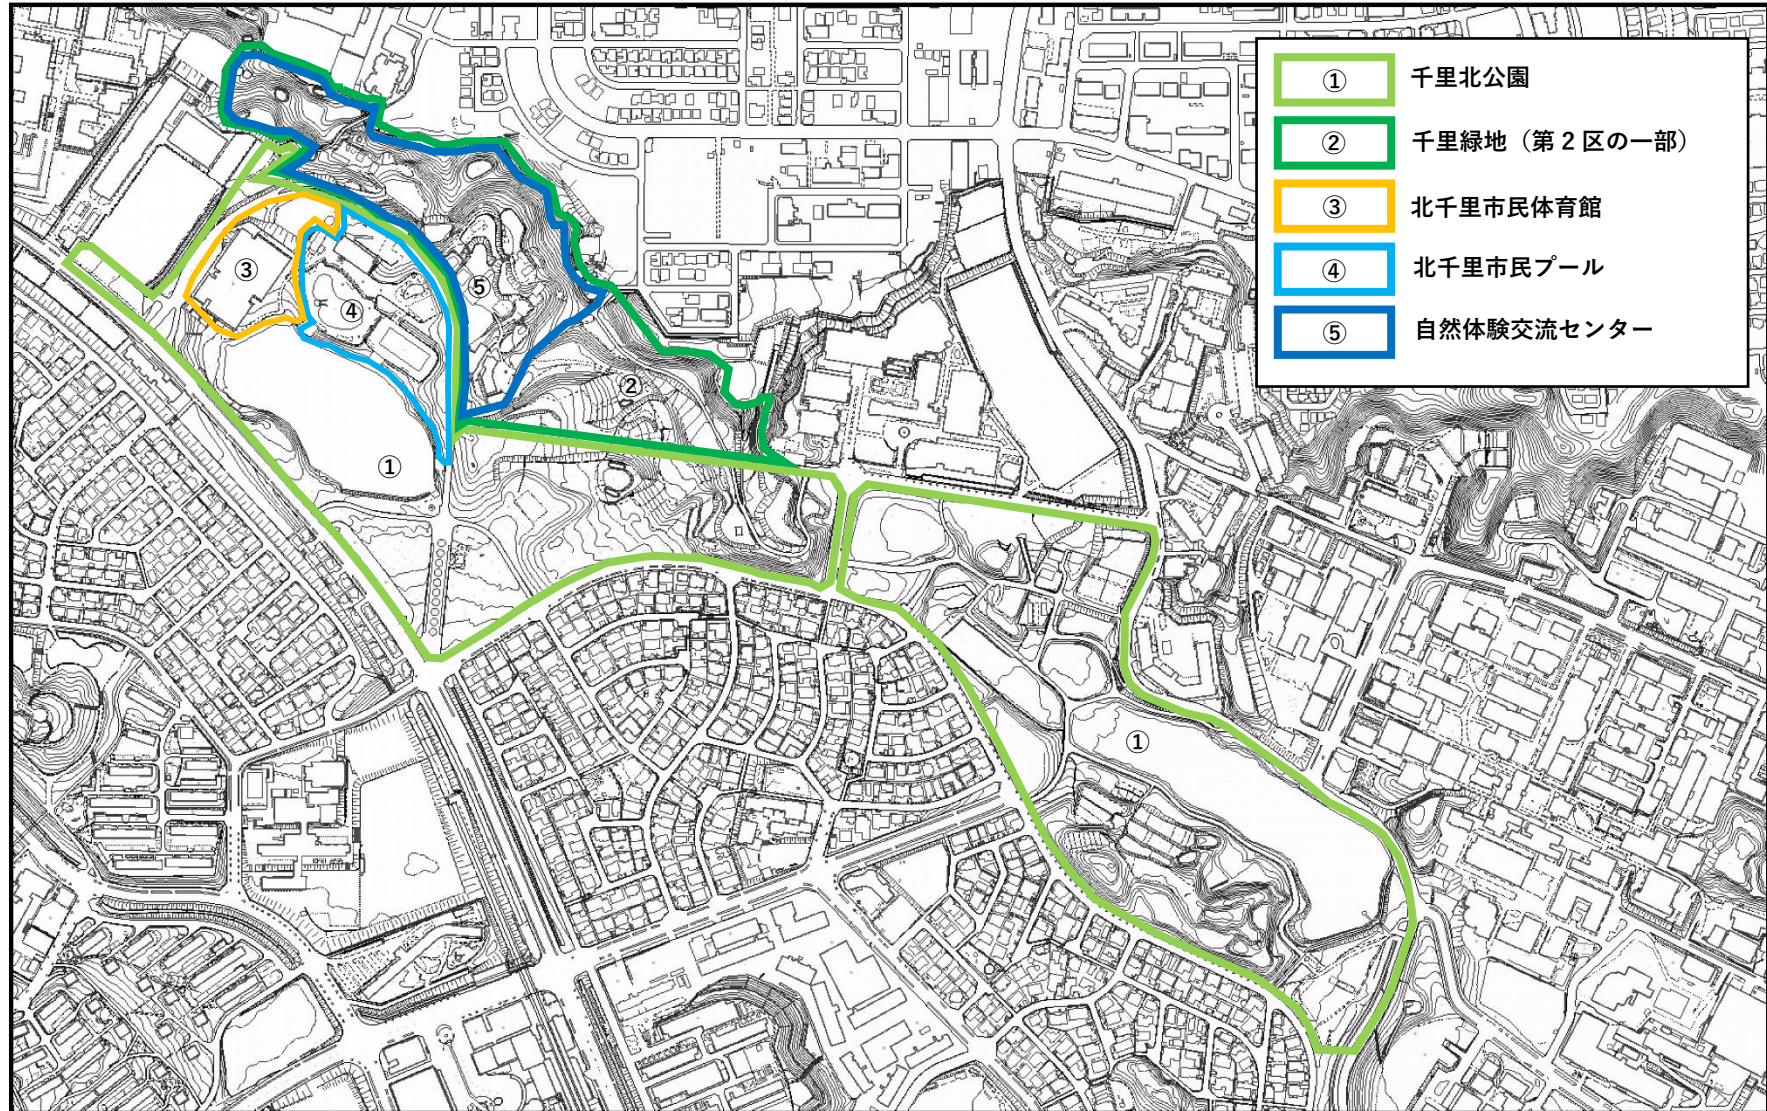 ① 千里北公園
② 千里緑地(第2区の一部)
③ 北千里市民体育館
④ 北千里市民プール
⑤ 自然体験交流センター
③
④
⑤
②
①
①